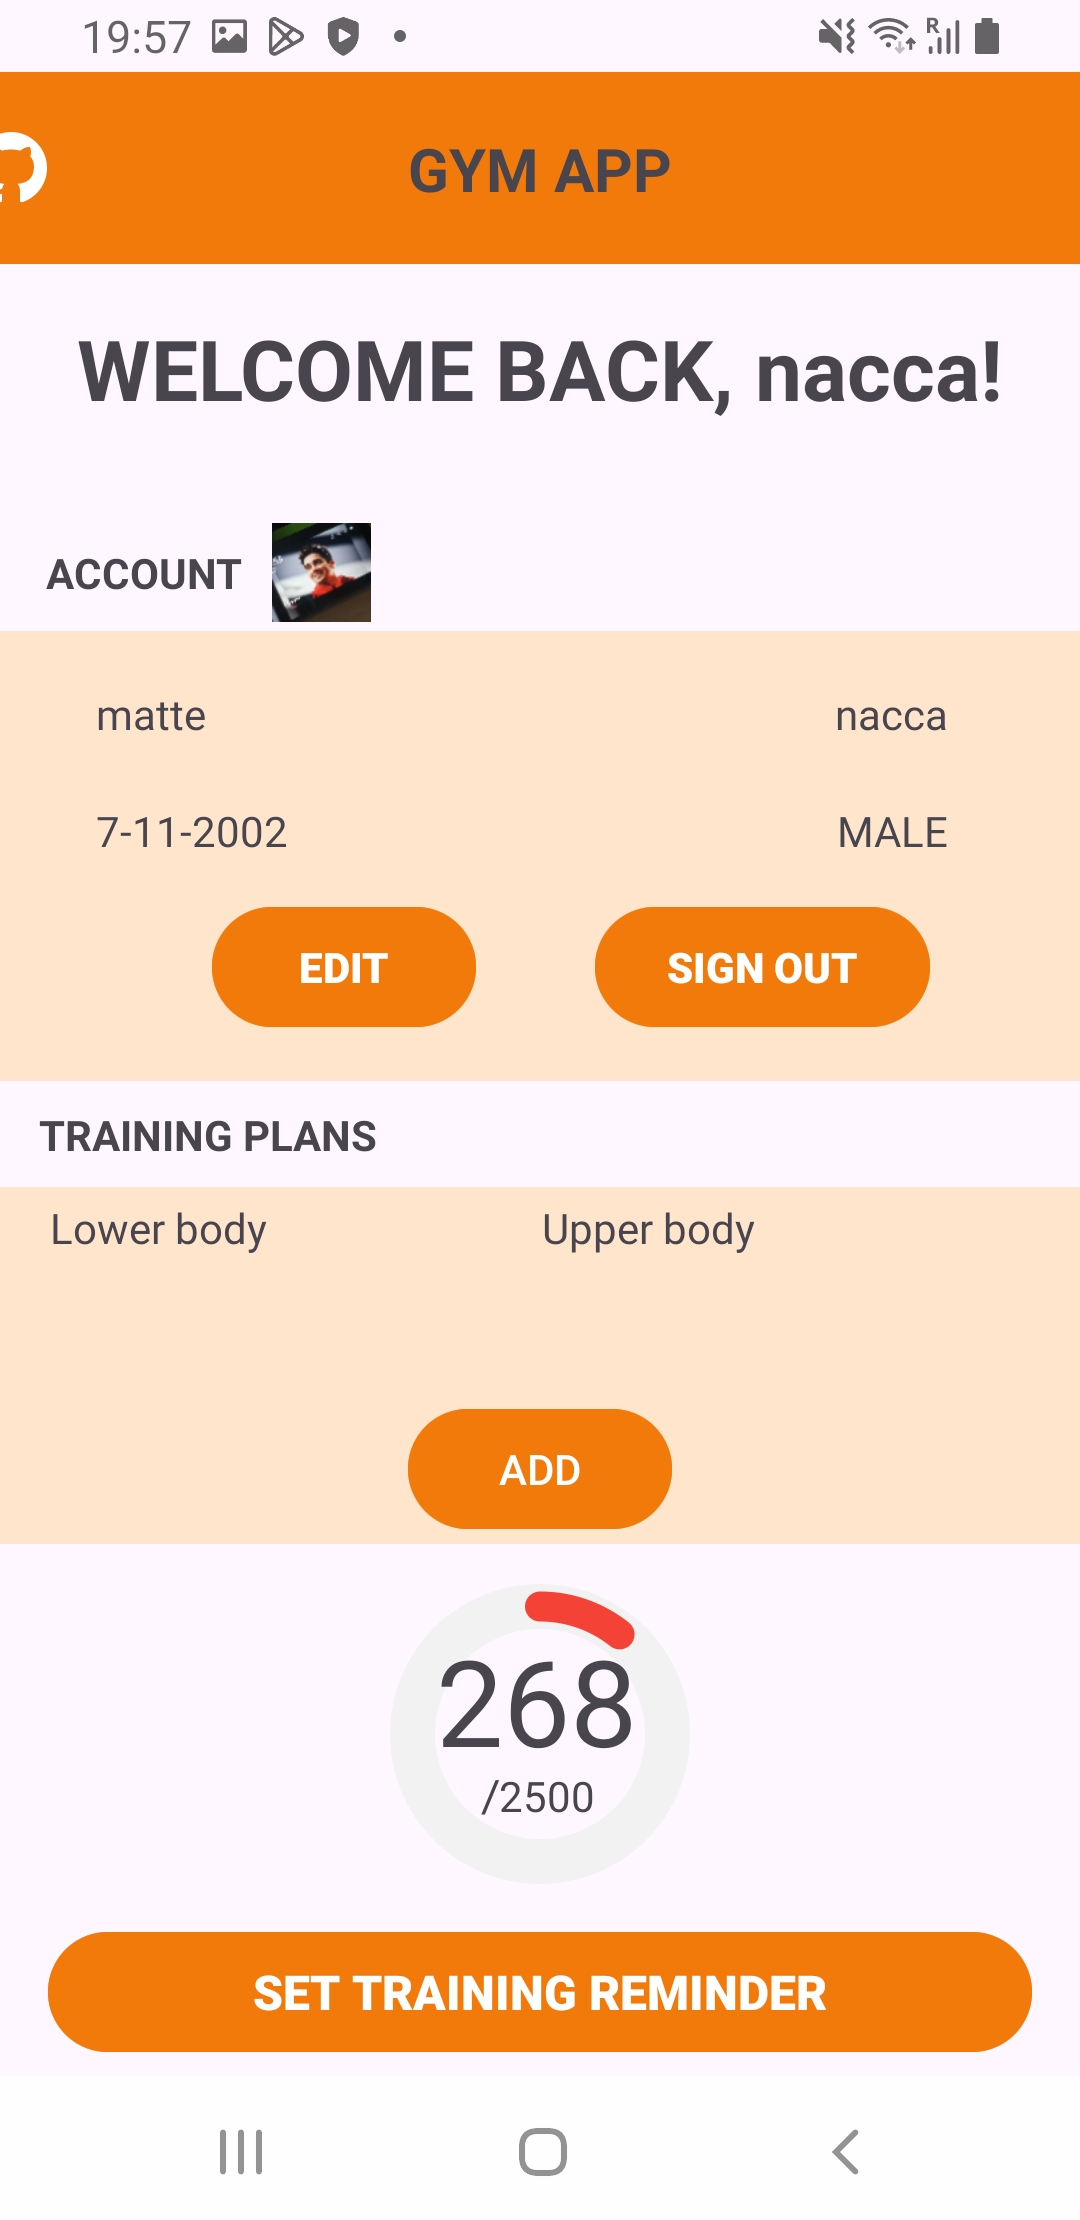 19:57
R
GYM APP
WELCOME BACK, nacca!
ACCOUNT
matte nacca
7-11-2002 MALE
EDIT SIGN OUT
TRAINING PLANS
Lower body Upper body
ADD
268
/2500
SET TRAINING REMINDER